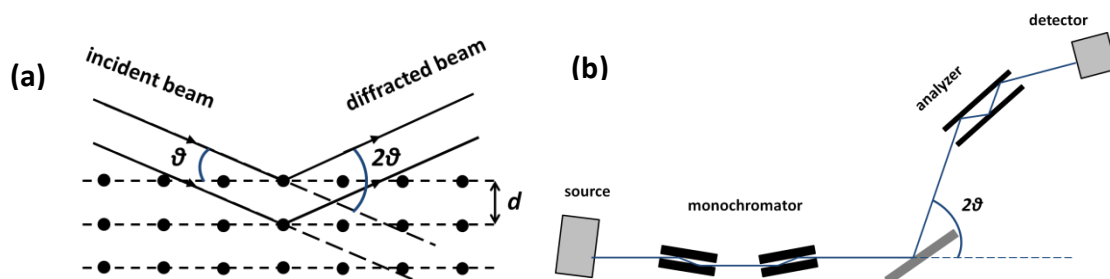 (a)
incident beam
diffracted beam
ϑ
2ϑ
d
(b)
source
monochromator
analyzer
detector
2ϑ